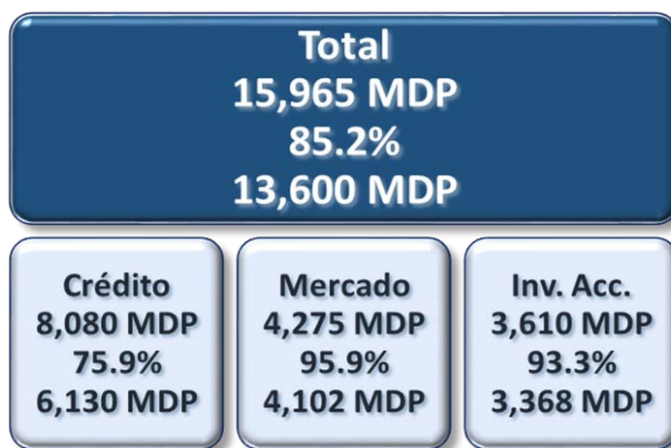 Total
15,965 MDP
85.2%
13,600 MDP
Crédito
8,080 MDP
75.9%
6,130 MDP
Mercado
4,275 MDP
95.9%
4,102 MDP
Inv. Acc.
3,610 MDP
93.3%
3,368 MDP